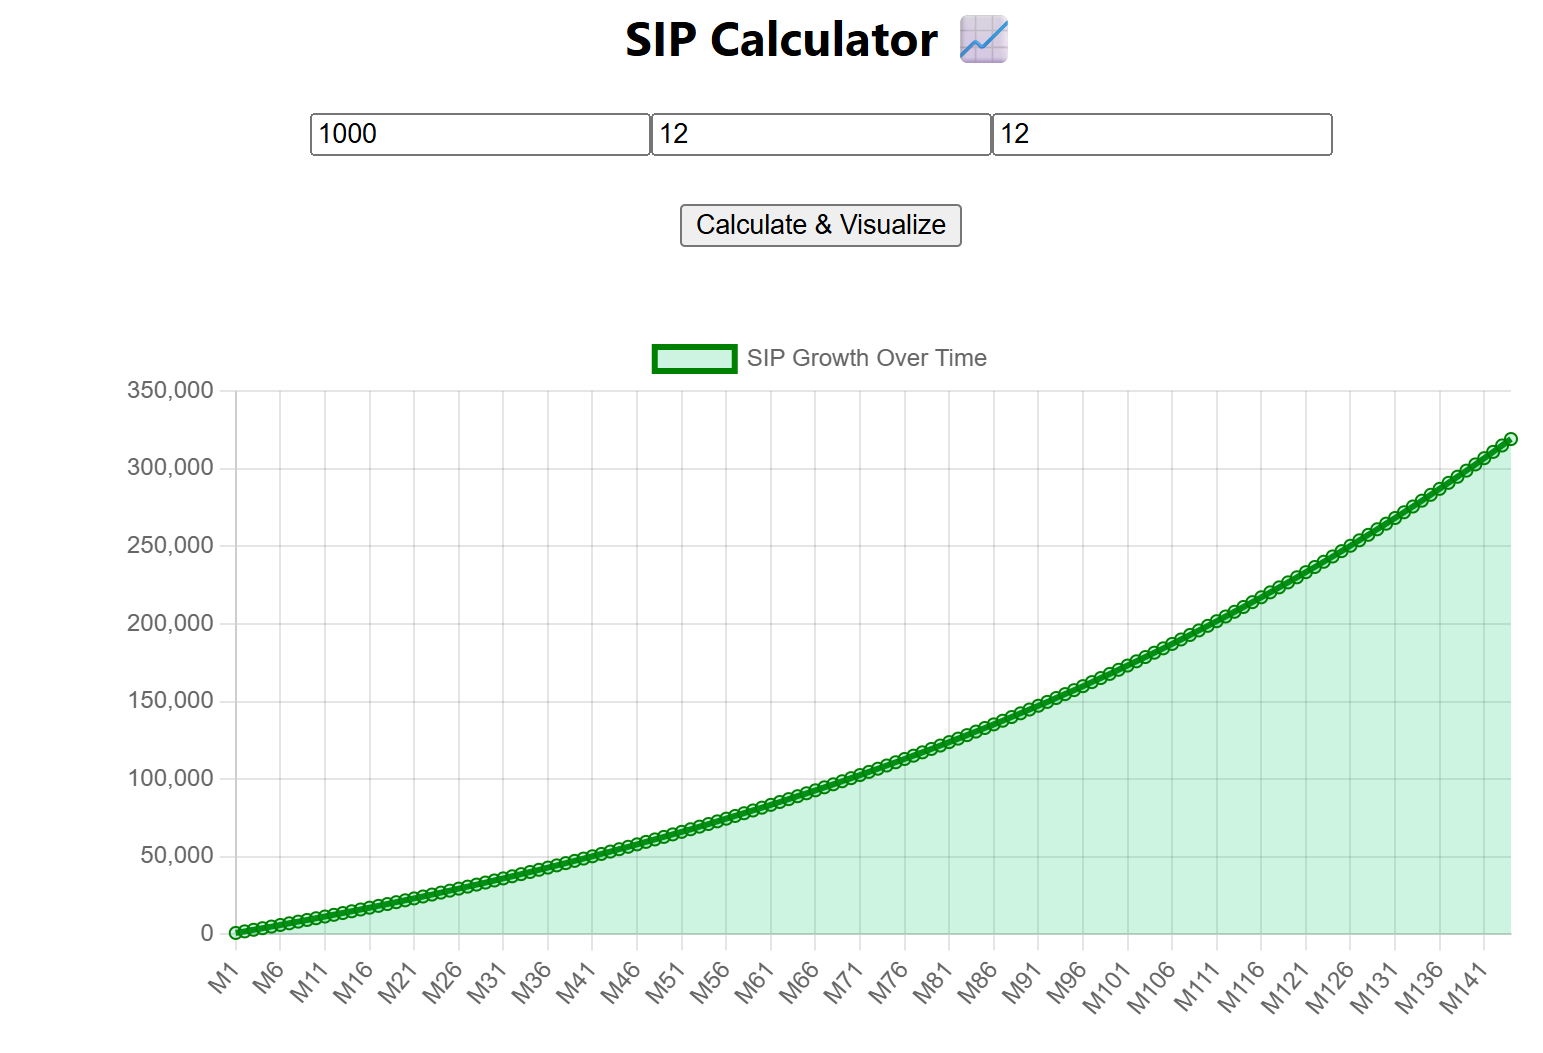 SIP Calculator
1000 12 12
Calculate & Visualize
SIP Growth Over Time
350,000
300,000
250,000
200,000
150,000
100,000
50,000
0
M1 M6 M11 M16 M21 M26 M31 M36 M41 M46 M51 M56 M61 M66 M71 M76 M81 M86 M91 M96 M101 M106 M111 M116 M121 M126 M131 M136 M141